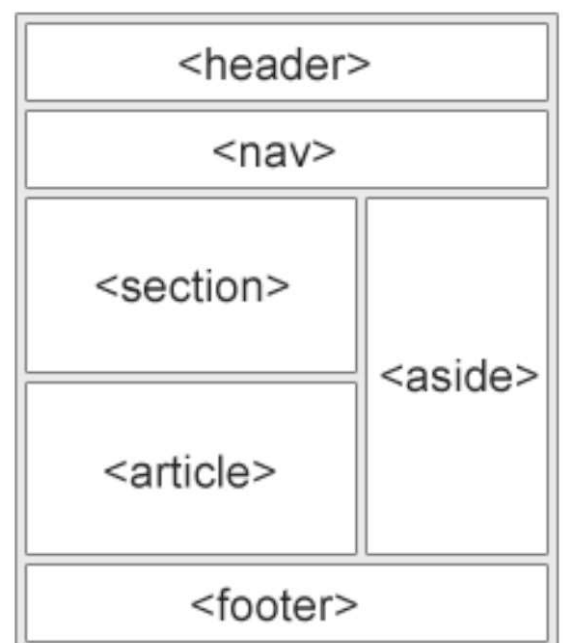 <header>
<nav>
<section>
<aside>
<article>
<footer>